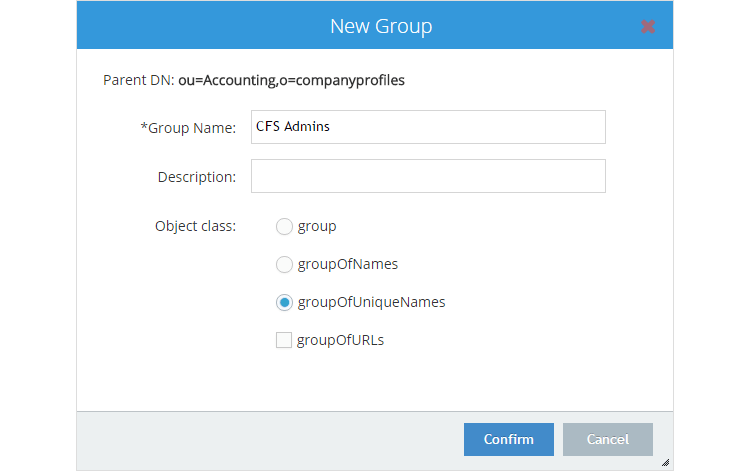 New Group
Parent DN: ou=Accounting,o=companyprofiles
*Group Name: CFS Admins
Description:
Object class: group
groupOfNames
groupOfUniqueNames
groupOfURLs
Confirm Cancel